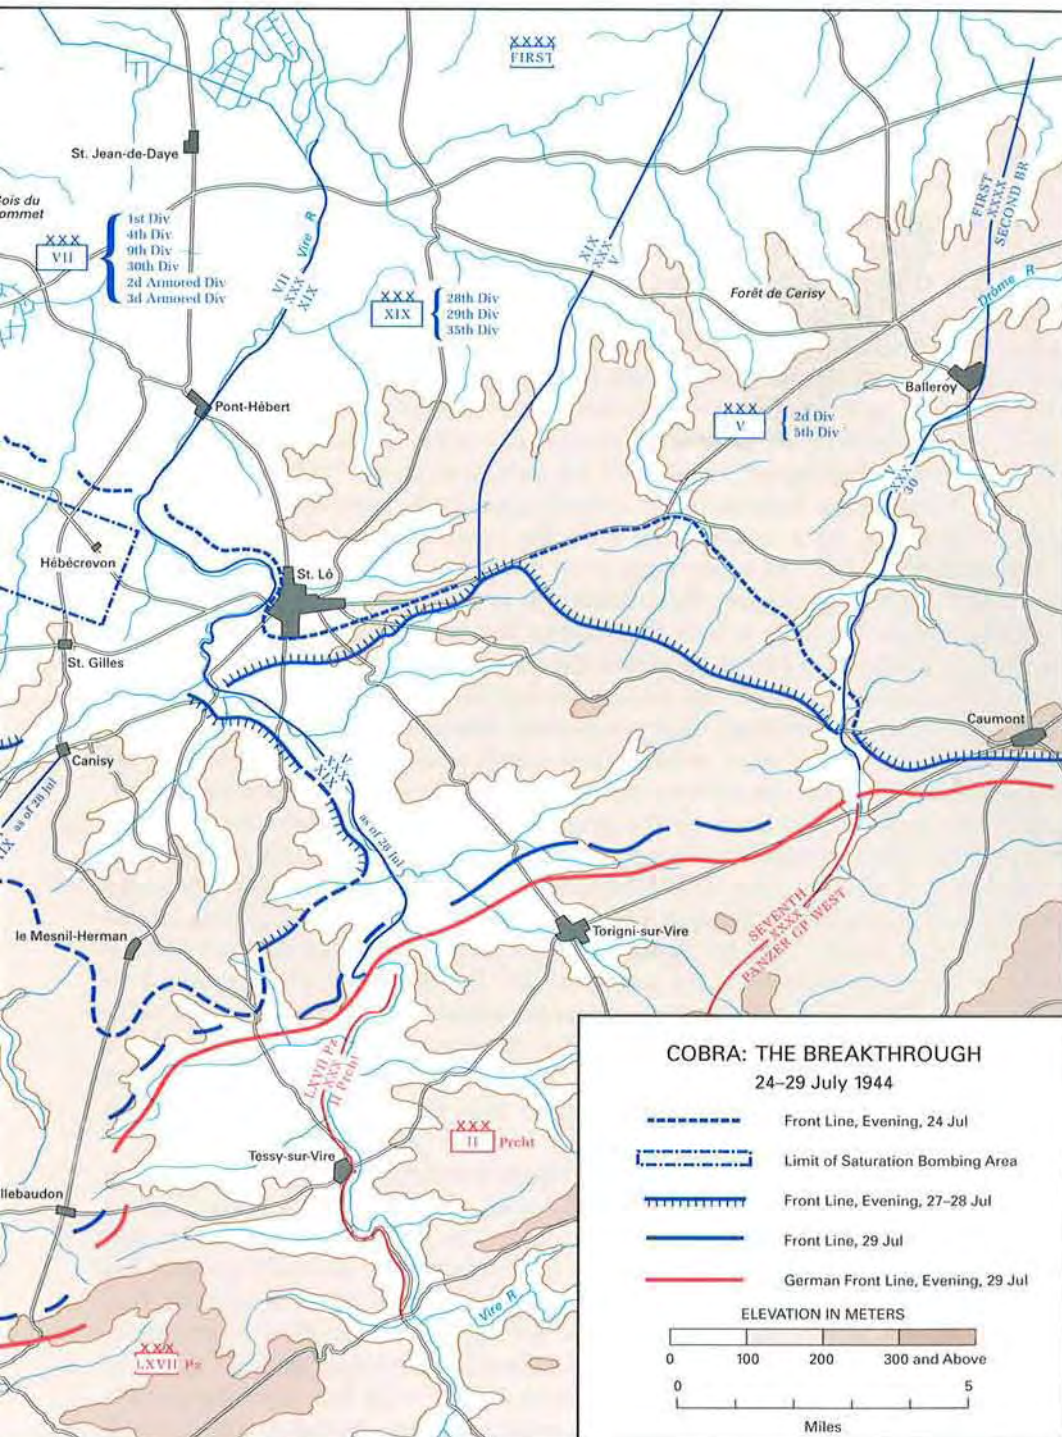 XXXX
FIRST
St. Jean-de-Daye
ois du
ommet
XXX
VII
1st Div
4th Div
9th Div
30th Div
2d Armored Div
3d Armored Div
Vire R
VII
XXX
XIX
XXX
XIX
28th Div
29th Div
35th Div
XIX
XXX
V
FIRST
XXXX
SECOND BR
Forêt de Cerisy
Drôme R
Balleroy
XXX
V
2d Div
5th Div
Pont-Hébert
V
XXX
30
Hébécrevon
St. Lô
St. Gilles
Caumont
Canisy
V
XXX
XIX
as of 28 Jul
as of 28 Jul
le Mesnil-Herman
Torigni-sur-Vire
SEVENTH
XXXX
PANZER GP WEST
LXVII Pz
XXX
II Prcht
XXX
II Prcht
Tessy-sur-Vire
llebaudon
Vire R
XXX
LXVII Pz
COBRA: THE BREAKTHROUGH
24–29 July 1944
Front Line, Evening, 24 Jul
Limit of Saturation Bombing Area
Front Line, Evening, 27–28 Jul
Front Line, 29 Jul
German Front Line, Evening, 29 Jul
ELEVATION IN METERS
0 100 200 300 and Above
0 5
Miles